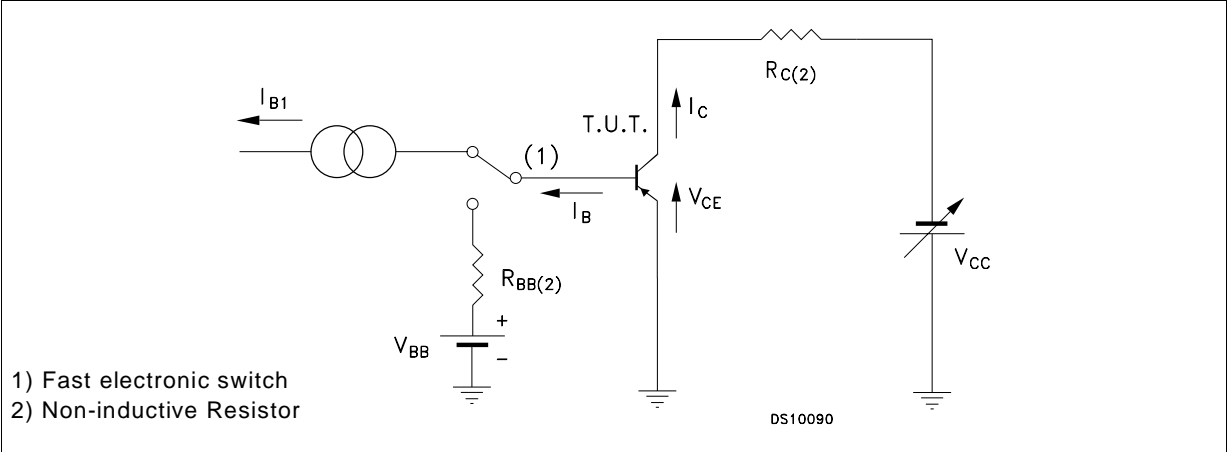 R_C(2)
I_B1
I_C
T.U.T.
(1)
V_CE
I_B
V_CC
R_BB(2)
+
V_BB
−
1) Fast electronic switch
2) Non-inductive Resistor
DS10090